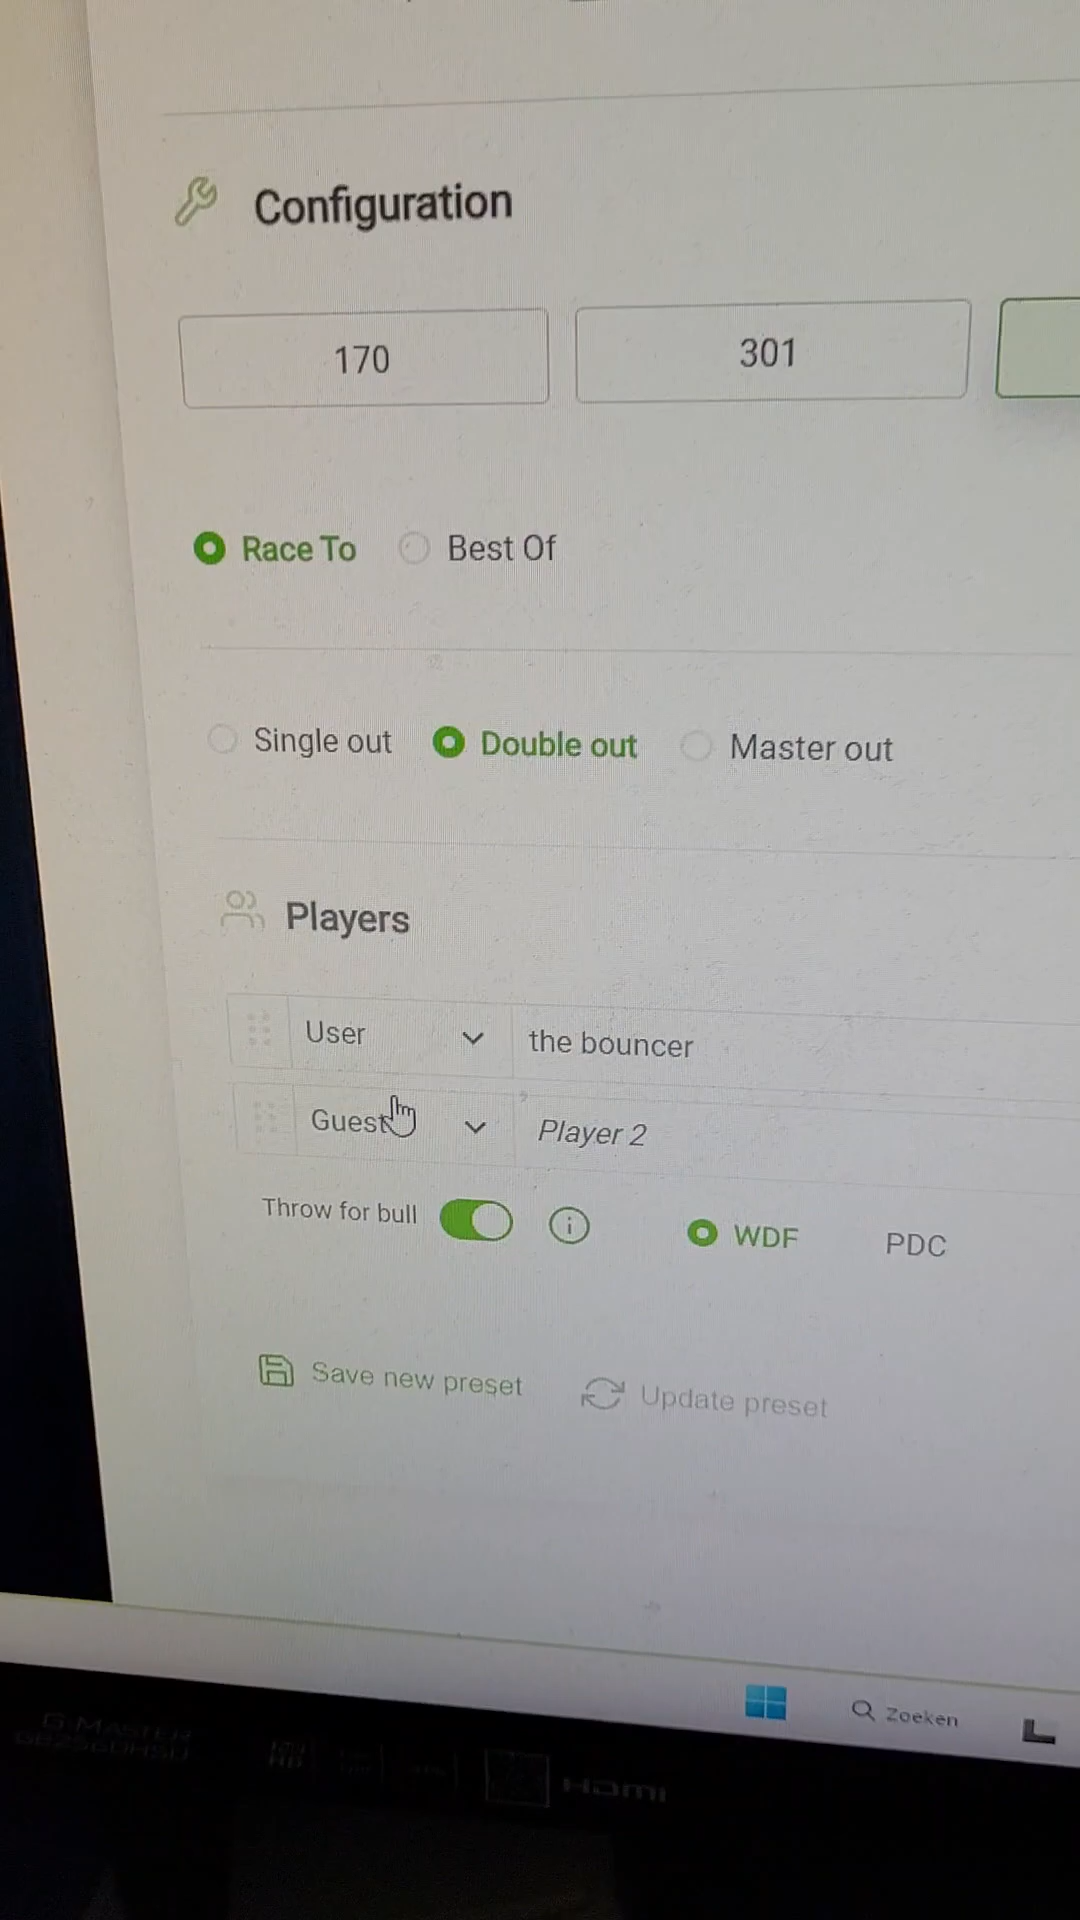 Configuration
170
301
Race To
Best Of
Single out
Double out
Master out
Players
User
the bouncer
Guest
Player 2
Throw for bull
WDF
PDC
Save new preset
Update preset
Zoeken
G-MASTER
HDMI